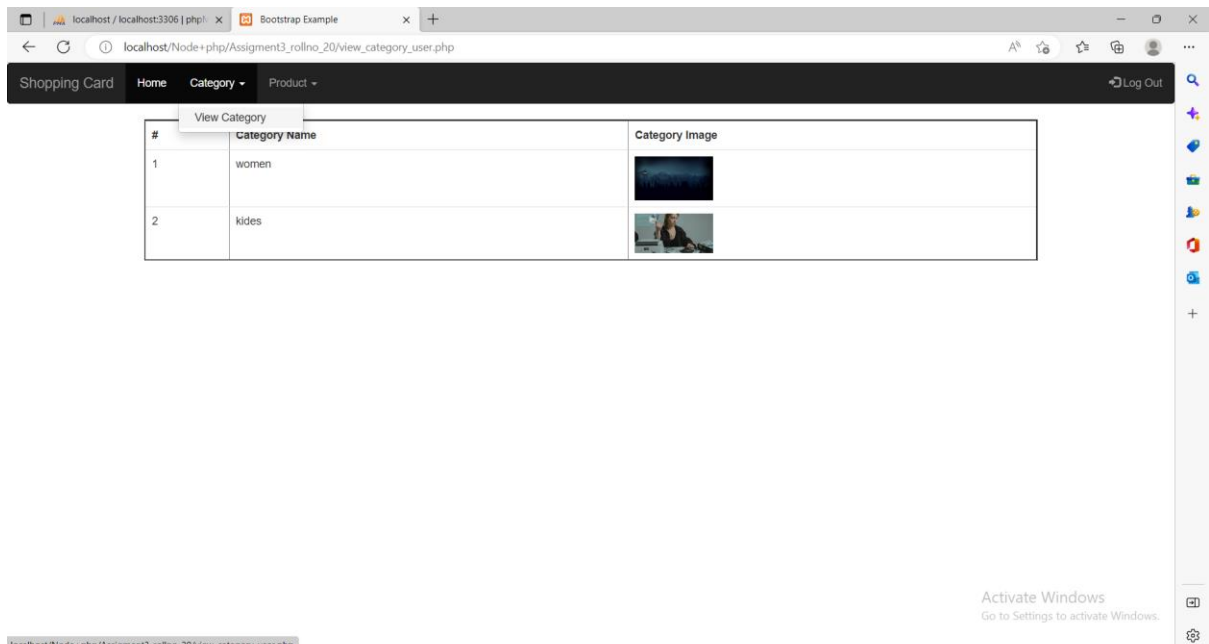 localhost / localhost:3306 | php
Bootstrap Example
localhost/Node+php/Assigment3_rollno_20/view_category_user.php
Shopping Card Home Category Product Log Out
View Category
# Category Name Category Image
1 women
2 kides
Activate Windows
Go to Settings to activate Windows.